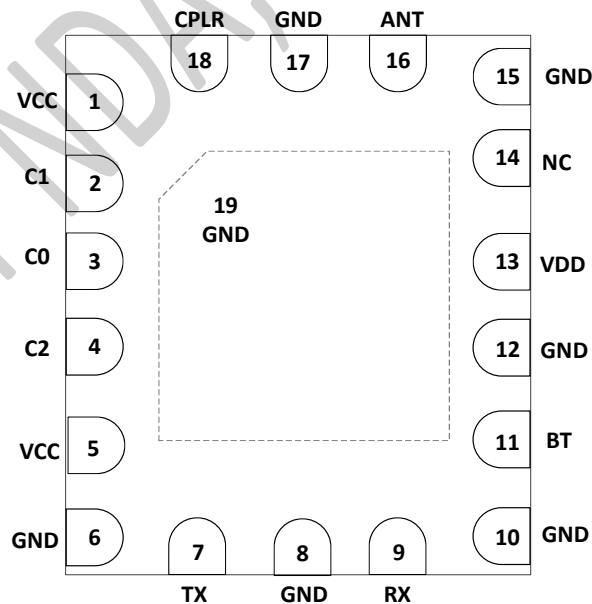 CPLR GND ANT
18 17 16
15 GND
VCC 1
14 NC
C1 2
19
GND
C0 3
13 VDD
C2 4
12 GND
11 BT
VCC 5
GND 6
10 GND
7 8 9
TX GND RX
NDA,